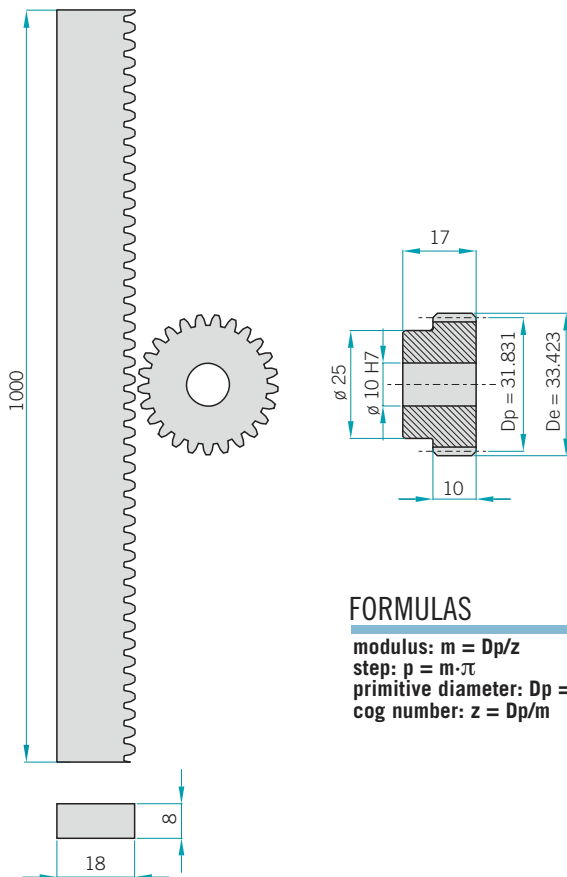 1000
17
ø 25
ø 10 H7
Dp = 31.831
De = 33.423
10
FORMULAS
modulus: m = Dp/z
step: p = m·π
primitive diameter: Dp =
cog number: z = Dp/m
8
18